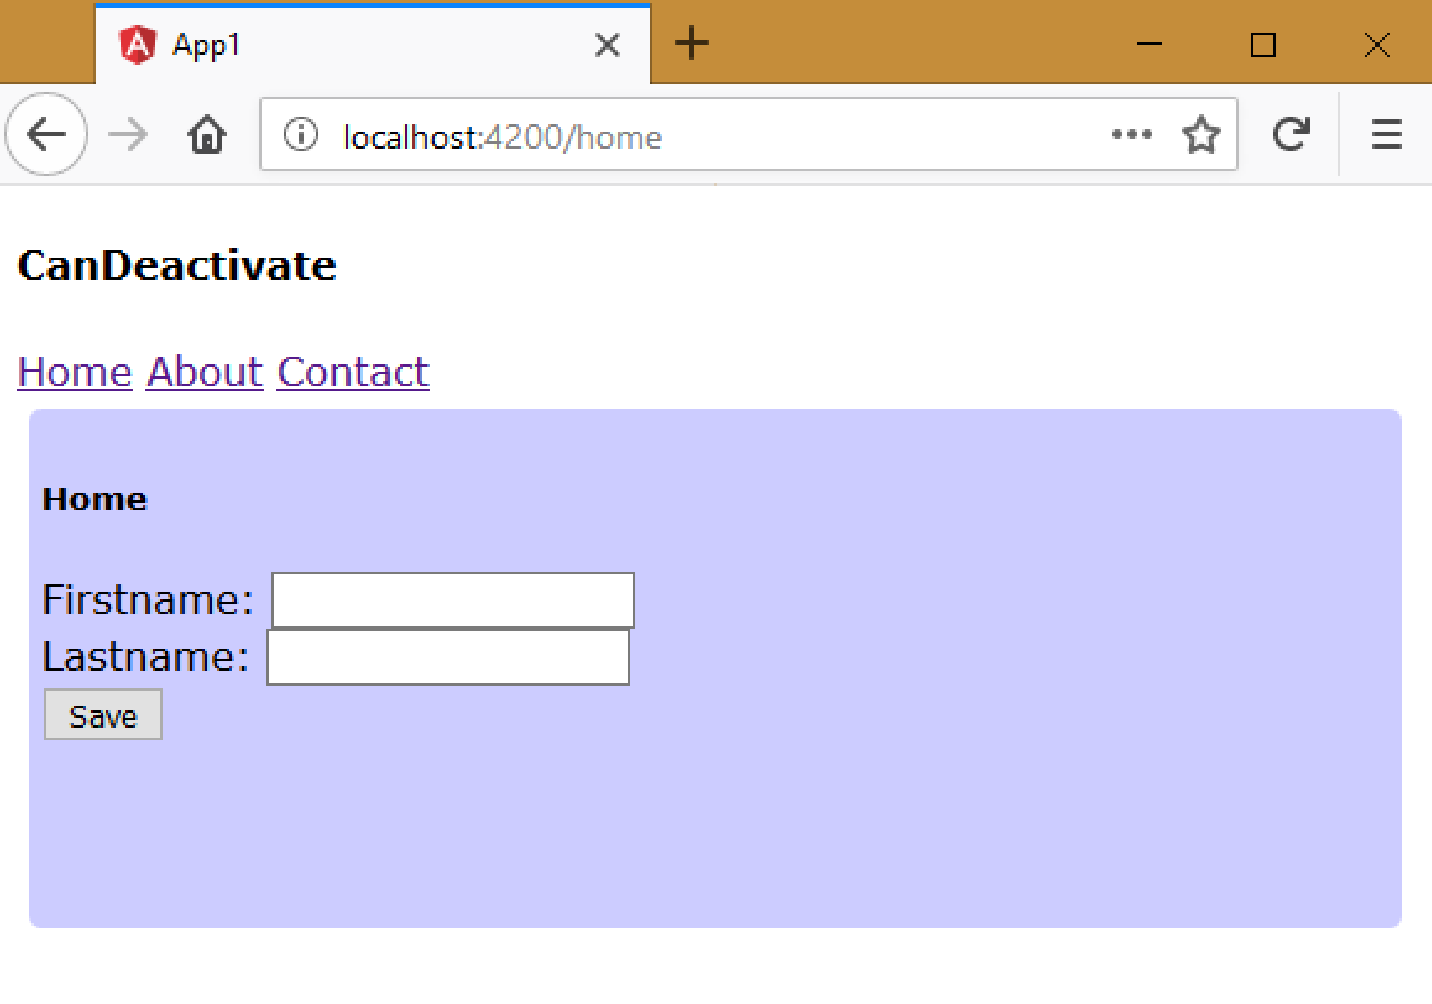 App1
localhost:4200/home
CanDeactivate
Home About Contact
Home
Firstname:
Lastname:
Save